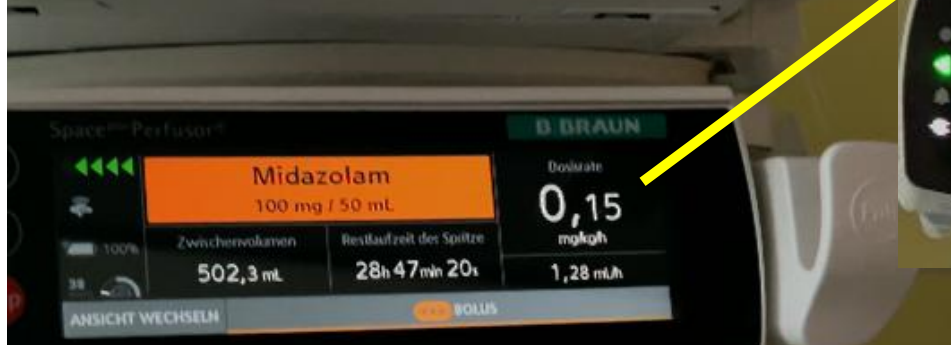 Space Perfusor®
B BRAUN
Midazolam
100 mg / 50 mL
Dosisrate
0,15
mg/kg/h
100%
Zwischenvolumen
502,3 mL
Restlaufzeit der Spritze
28h 47min 20s
1,28 mL/h
38
ANSICHT WECHSELN
BOLUS